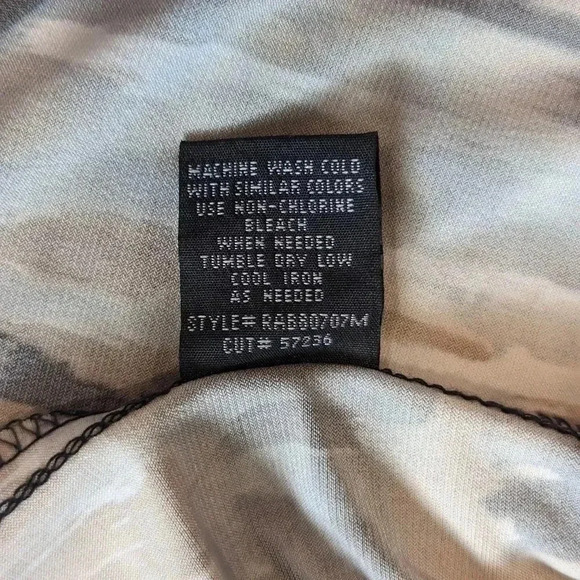 MACHINE WASH COLD
WITH SIMILAR COLORS
USE NON-CHLORINE
BLEACH
WHEN NEEDED
TUMBLE DRY LOW
COOL IRON
AS NEEDED
STYLE# RAB80707M
CUT# 57236